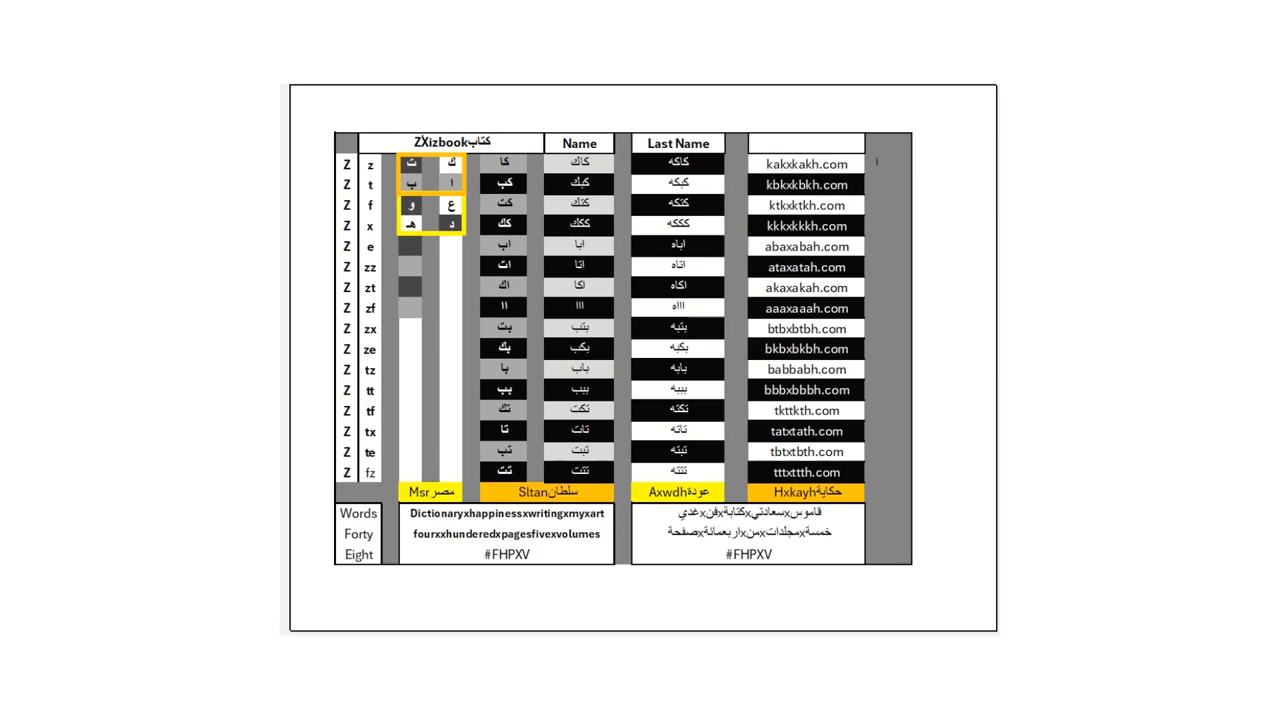 ZXizbookكتاب Name Last Name
Z z ت ك كا كاك كاكه kakxkakh.com ا
Z t ب ا كب كبك كبكه kbkxkbkh.com
Z f و ع كت كتك كتكه ktkxktkh.com
Z x هـ د كك ككك ككككه kkkxkkkh.com
Z e اب ابا اباه abaxabah.com
Z zz ات اتا اتاه ataxatah.com
Z zt اك اكا اكاه akaxakah.com
Z zf اا ااا اااه aaaxaaah.com
Z zx بت بتب بتبه btbxbtbh.com
Z ze بك بكب بكبه bkbxbkbh.com
Z tz با باب بابه babbabh.com
Z tt بب ببب بببه bbbxbbbh.com
Z tf تك تكت تكته tkttkth.com
Z tx تا تات تاته tatxtath.com
Z te تب تبت تبته tbtxtbth.com
Z fz تت تتت تتته tttxttth.com
Msrمصر Sltanسلطان Axwdhعودة Hxkayhحكاية
Words Dictionaryxhappinessxwritingxmyxart قاموسxسعادتيxكتابةxفنxغدي
Forty fourxxhunderedxpagesfivexvolumes خمسةxمجلداتxمنxاربعمائةxصفحة
Eight #FHPXV #FHPXV